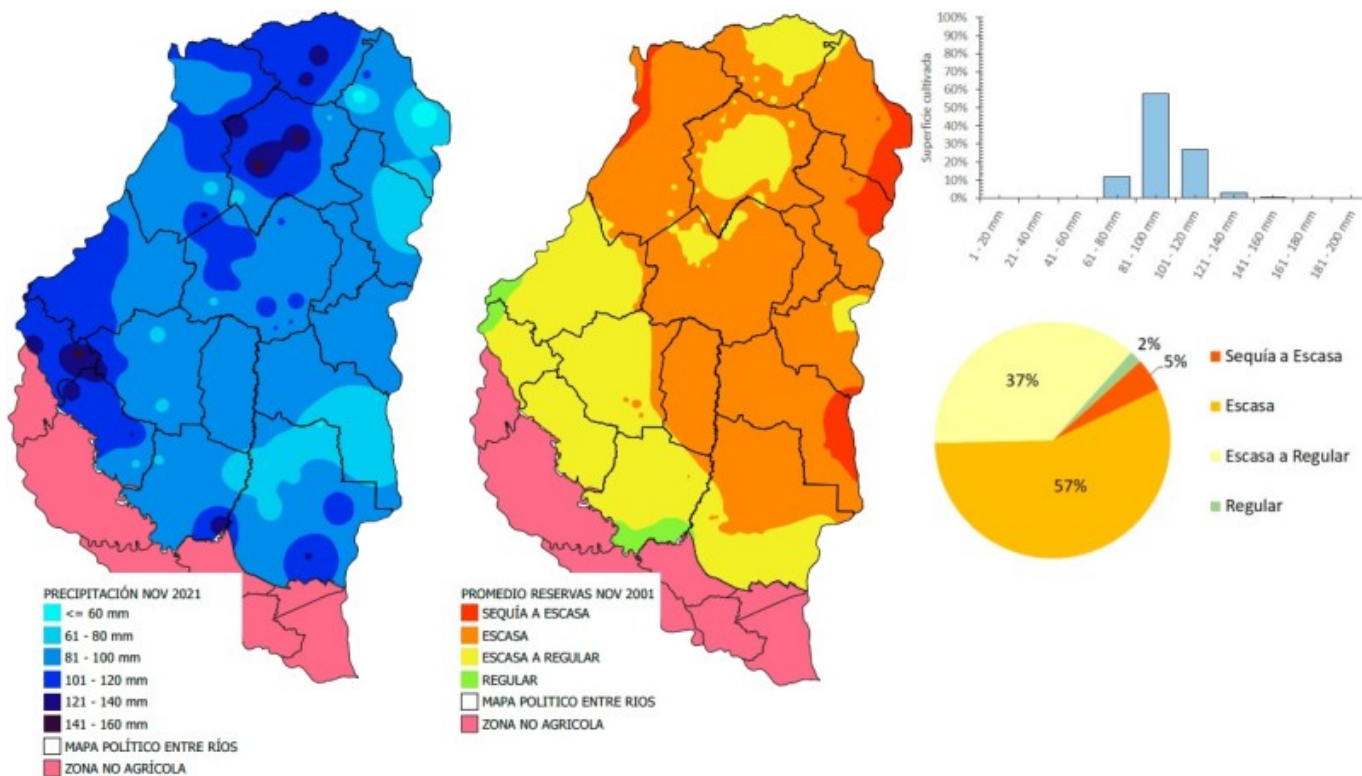 PRECIPITACIÓN NOV 2021
<= 60 mm
61 - 80 mm
81 - 100 mm
101 - 120 mm
121 - 140 mm
141 - 160 mm
MAPA POLÍTICO ENTRE RÍOS
ZONA NO AGRÍCOLA
PROMEDIO RESERVAS NOV 2001
SEQUÍA A ESCASA
ESCASA
ESCASA A REGULAR
REGULAR
MAPA POLITICO ENTRE RIOS
ZONA NO AGRICOLA
Superficie cultivada
100%
90%
80%
70%
60%
50%
40%
30%
20%
10%
0%
1 - 20 mm
21 - 40 mm
41 - 60 mm
61 - 80 mm
81 - 100 mm
101 - 120 mm
121 - 140 mm
141 - 160 mm
161 - 180 mm
181 - 200 mm
37%
2%
5%
57%
Sequía a Escasa
Escasa
Escasa a Regular
Regular